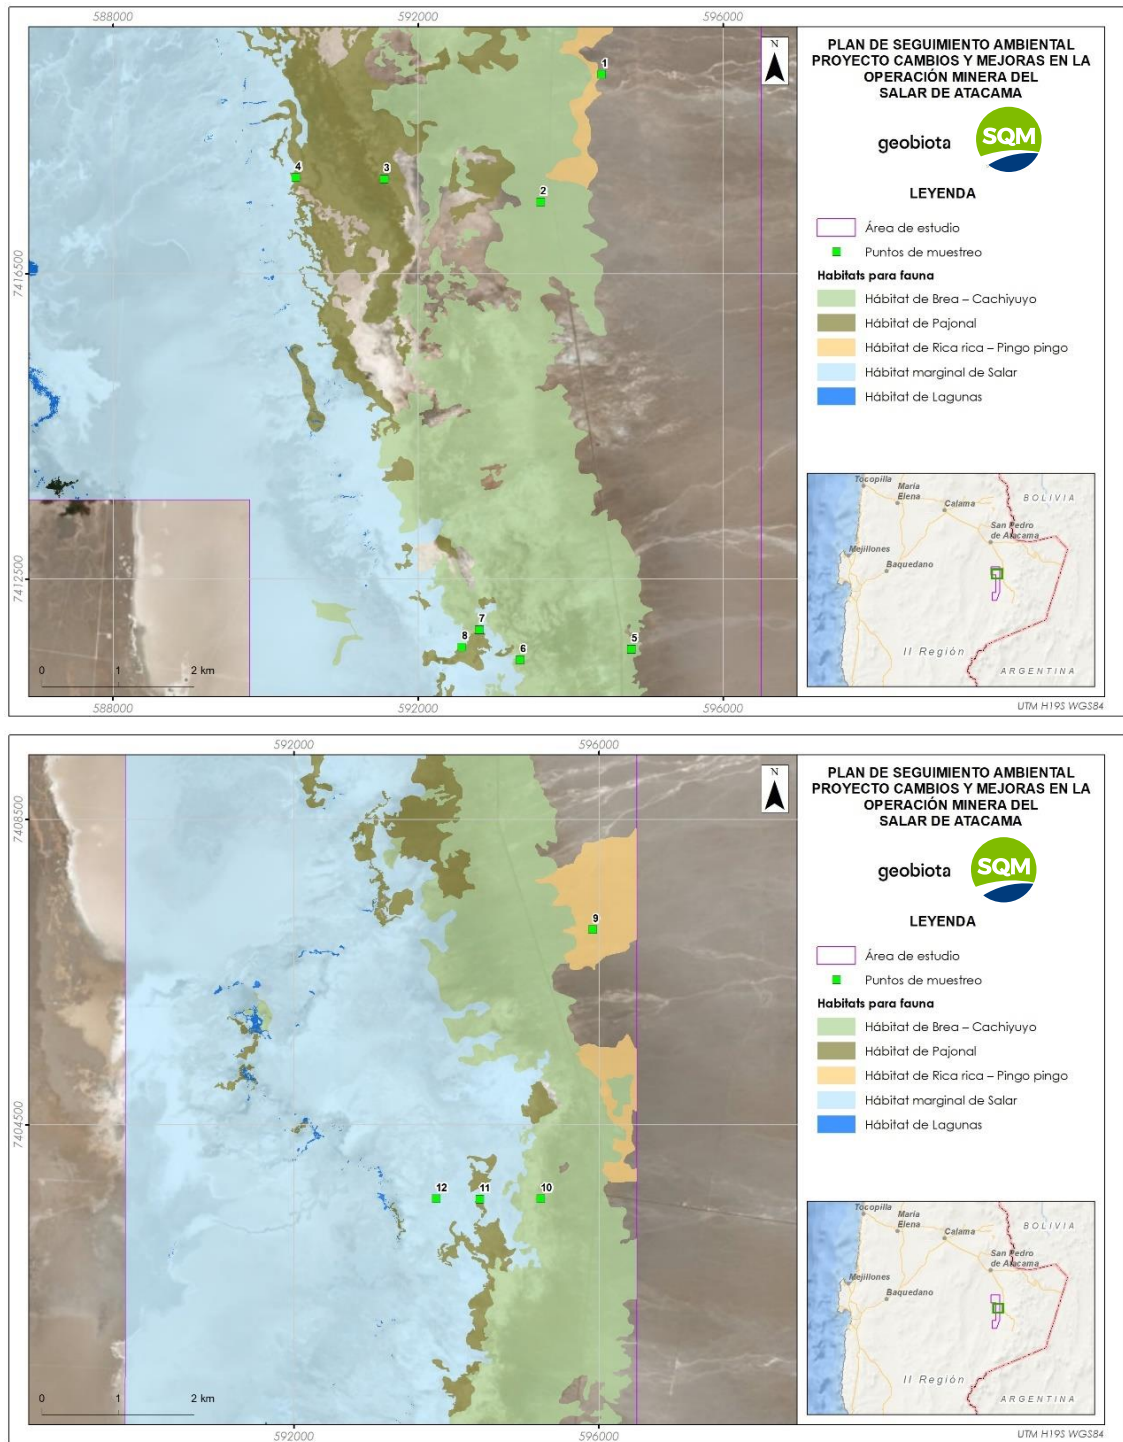 588000
592000
596000
7416500
7412500
N
1
2
3
4
5
6
7
8
0 1 2 km
588000
592000
596000
PLAN DE SEGUIMIENTO AMBIENTAL
PROYECTO CAMBIOS Y MEJORAS EN LA
OPERACIÓN MINERA DEL
SALAR DE ATACAMA
geobiota
SQM
LEYENDA
Área de estudio
Puntos de muestreo
Habitats para fauna
Hábitat de Brea – Cachiyuyo
Hábitat de Pajonal
Hábitat de Rica rica – Pingo pingo
Hábitat marginal de Salar
Hábitat de Lagunas
Tocopilla
María
Elena
Calama
BOLIVIA
San Pedro
de Atacama
Mejillones
Baquedano
II Región
ARGENTINA
UTM H19S WGS84
592000
596000
7408500
7404500
N
9
10
11
12
0 1 2 km
592000
596000
PLAN DE SEGUIMIENTO AMBIENTAL
PROYECTO CAMBIOS Y MEJORAS EN LA
OPERACIÓN MINERA DEL
SALAR DE ATACAMA
geobiota
SQM
LEYENDA
Área de estudio
Puntos de muestreo
Habitats para fauna
Hábitat de Brea – Cachiyuyo
Hábitat de Pajonal
Hábitat de Rica rica – Pingo pingo
Hábitat marginal de Salar
Hábitat de Lagunas
Tocopilla
María
Elena
Calama
BOLIVIA
San Pedro
de Atacama
Mejillones
Baquedano
II Región
ARGENTINA
UTM H19S WGS84